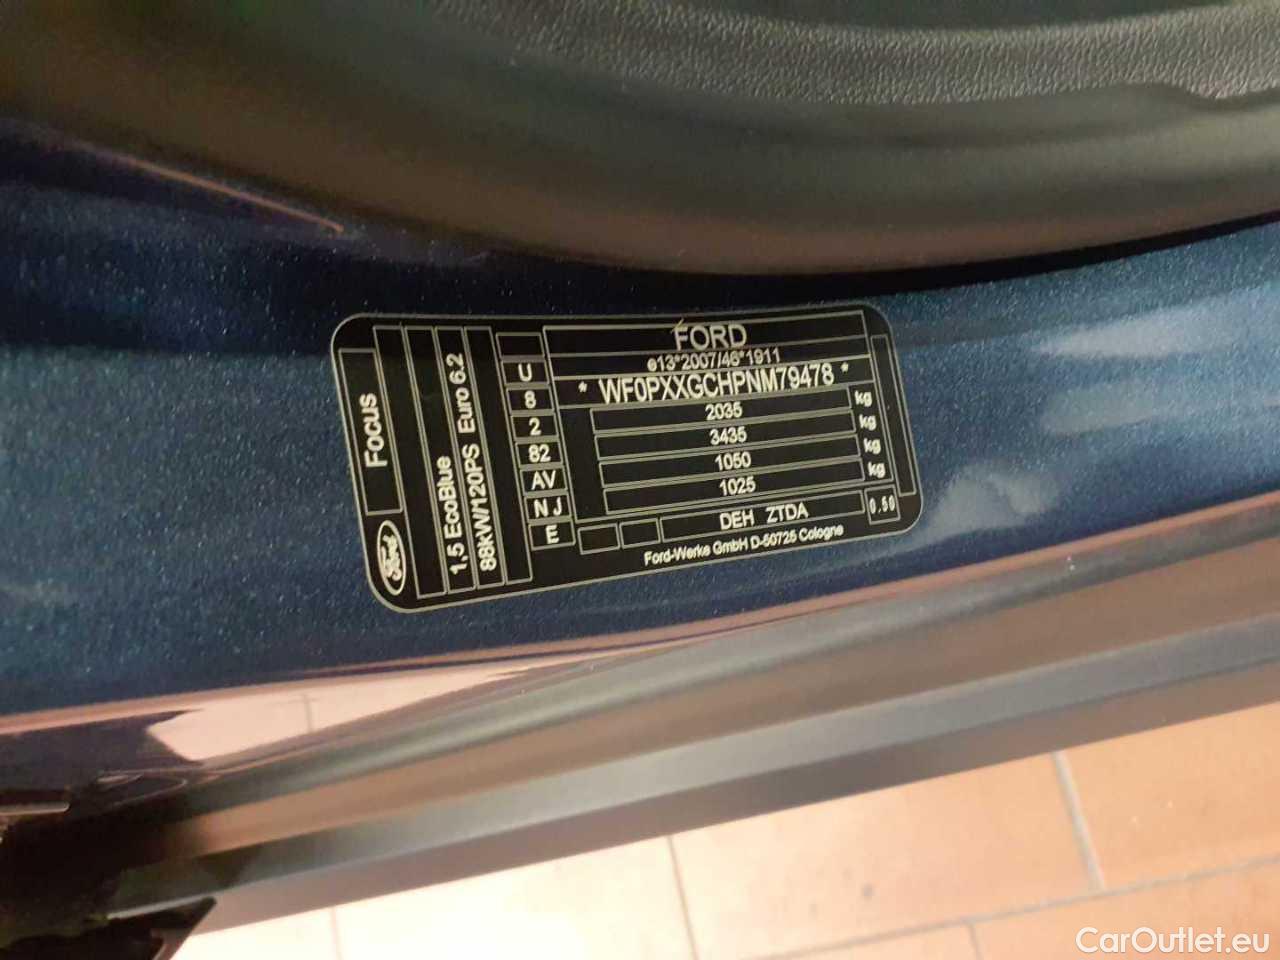 FORD
e13*2007/46*1911
* WF0PXXGCHPNM79478 *
2035 kg
3435 kg
1050 kg
1025 kg
DEH ZTDA
0.50
Ford-Werke GmbH D-50725 Cologne
U
8
2
82
AV
NJ
E
Focus
Ford
1,5 EcoBlue
88kW/120PS Euro 6.2
CarOutlet.eu